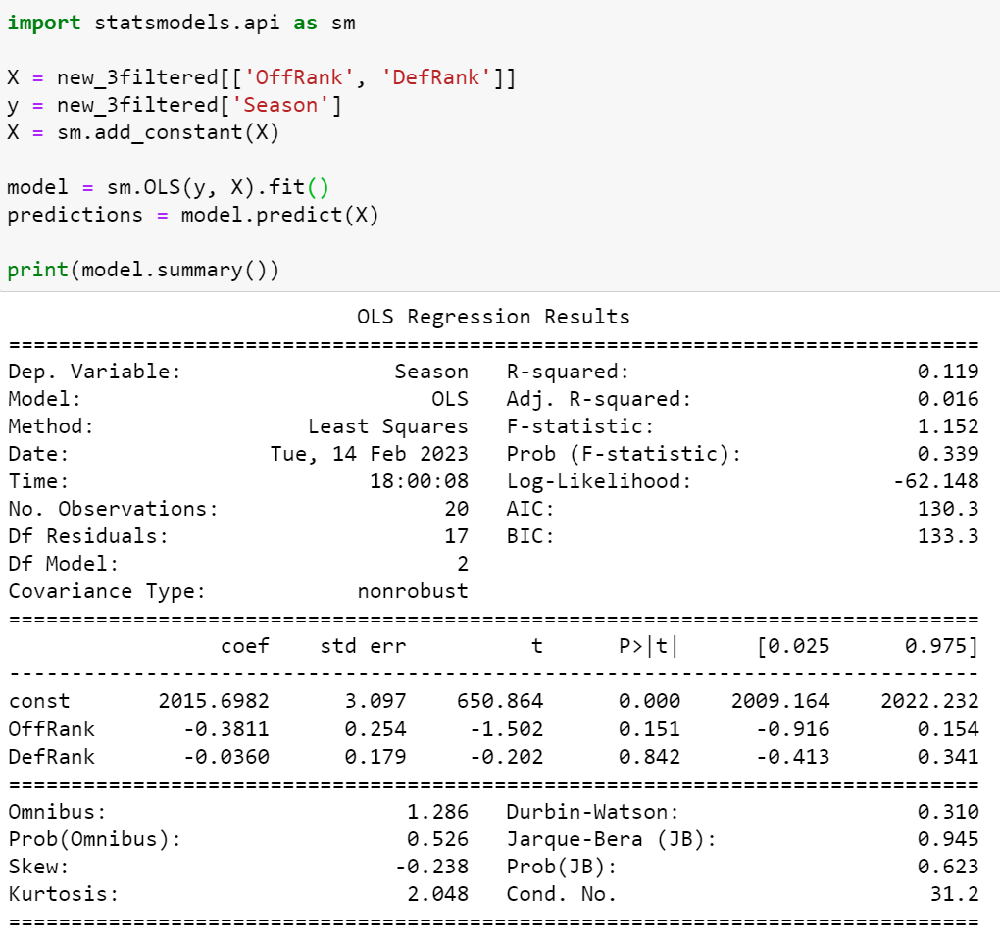 import statsmodels.api as sm
X = new_3filtered[['OffRank', 'DefRank']]
y = new_3filtered['Season']
X = sm.add_constant(X)
model = sm.OLS(y, X).fit()
predictions = model.predict(X)
print(model.summary())
OLS Regression Results
==============================================================================
Dep. Variable: Season R-squared: 0.119
Model: OLS Adj. R-squared: 0.016
Method: Least Squares F-statistic: 1.152
Date: Tue, 14 Feb 2023 Prob (F-statistic): 0.339
Time: 18:00:08 Log-Likelihood: -62.148
No. Observations: 20 AIC: 130.3
Df Residuals: 17 BIC: 133.3
Df Model: 2
Covariance Type: nonrobust
==============================================================================
coef std err t P>|t| [0.025 0.975]
------------------------------------------------------------------------------
const 2015.6982 3.097 650.864 0.000 2009.164 2022.232
OffRank -0.3811 0.254 -1.502 0.151 -0.916 0.154
DefRank -0.0360 0.179 -0.202 0.842 -0.413 0.341
==============================================================================
Omnibus: 1.286 Durbin-Watson: 0.310
Prob(Omnibus): 0.526 Jarque-Bera (JB): 0.945
Skew: -0.238 Prob(JB): 0.623
Kurtosis: 2.048 Cond. No. 31.2
==============================================================================